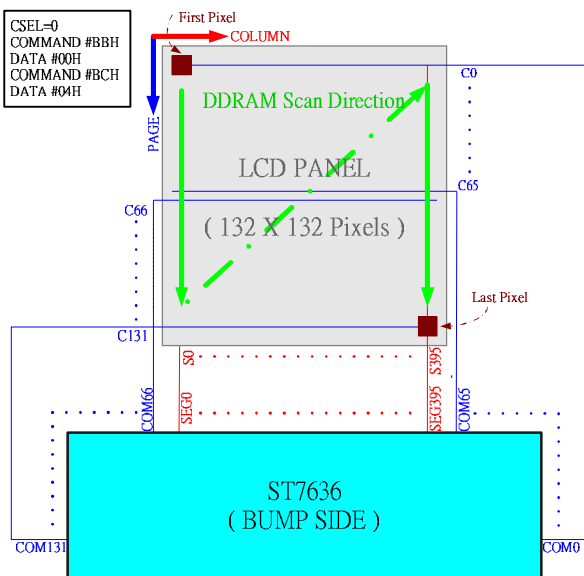 CSEL=0
COMMAND #BBH
DATA #00H
COMMAND #BCH
DATA #04H
First Pixel
COLUMN
PAGE
C0
DDRAM Scan Direction
LCD PANEL
C65
C66
( 132 X 132 Pixels )
Last Pixel
C131
S0
S395
COM66
SEG0
SEG395
COM65
ST7636
( BUMP SIDE )
COM131
COM0